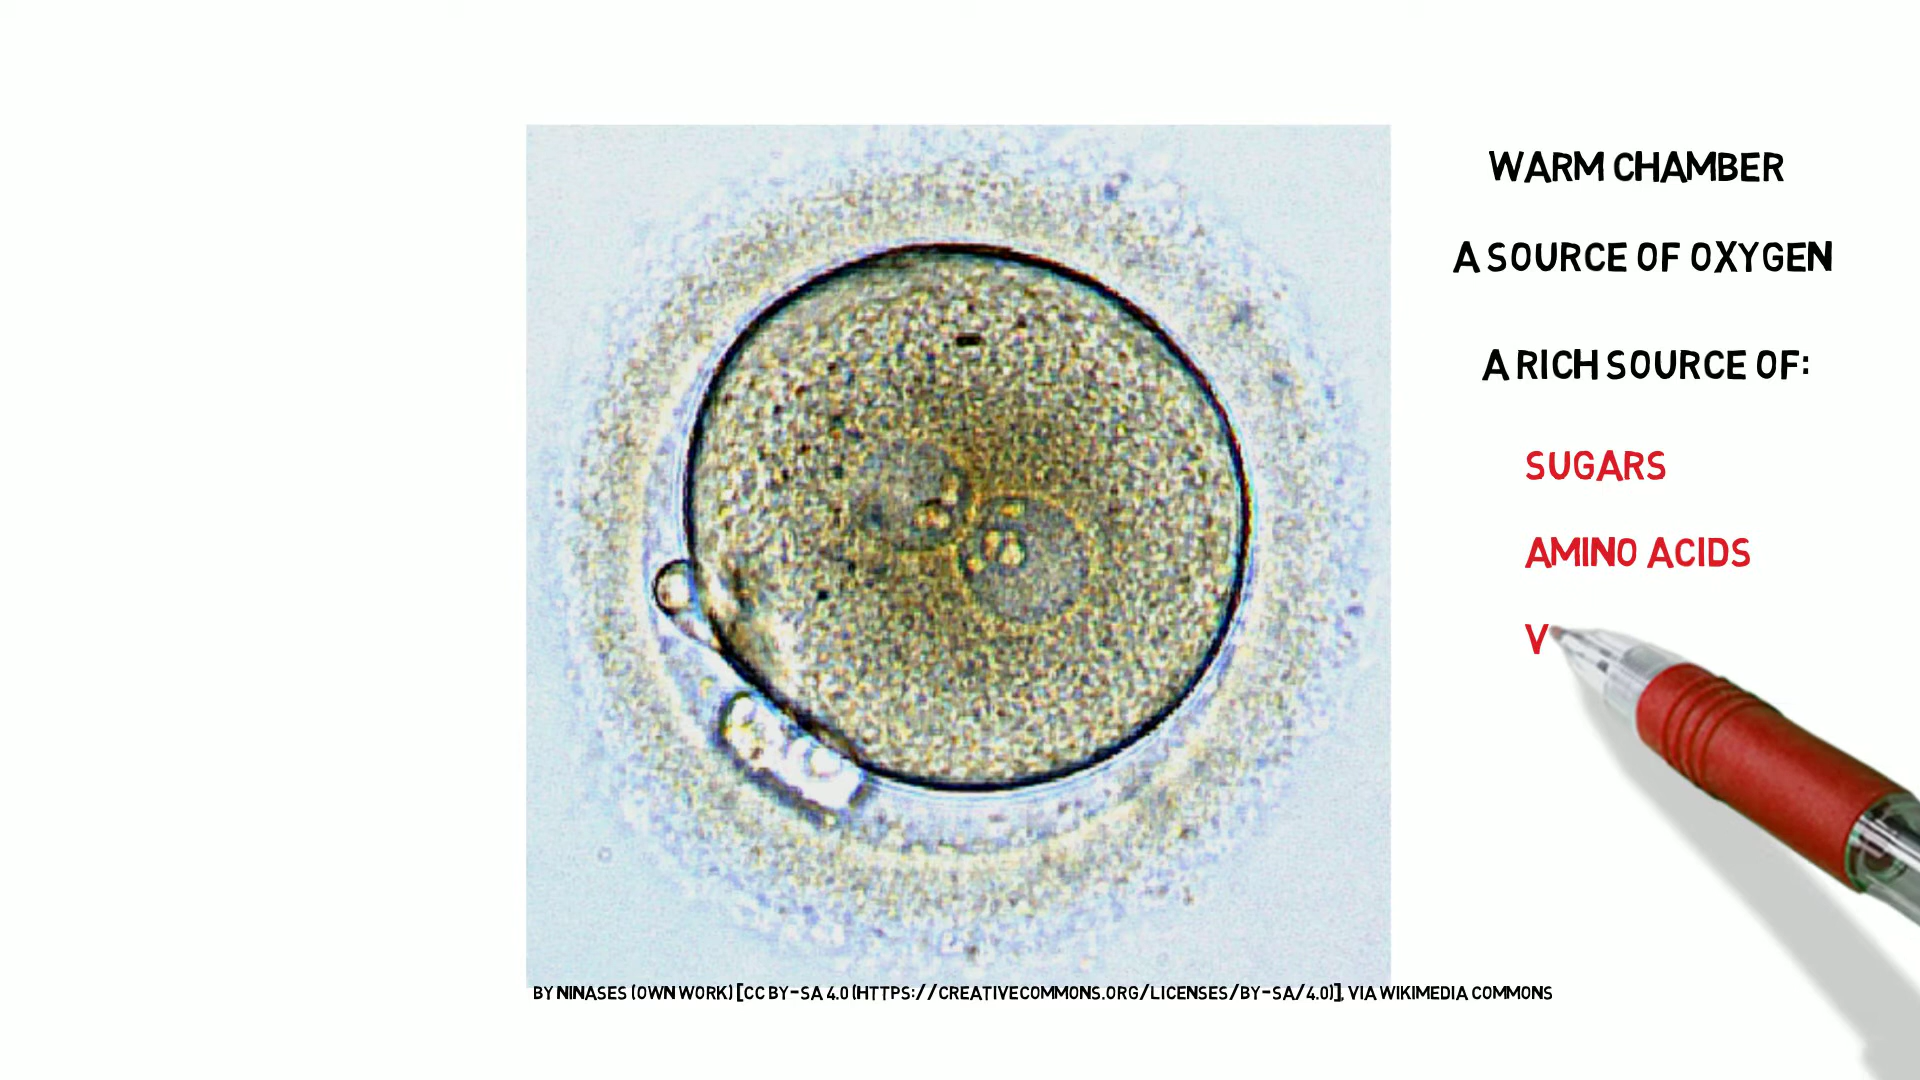 WARM CHAMBER
A SOURCE OF OXYGEN
A RICH SOURCE OF:
SUGARS
AMINO ACIDS
V
BY NINASES (OWN WORK) [CC BY-SA 4.0 (HTTPS://CREATIVECOMMONS.ORG/LICENSES/BY-SA/4.0)], VIA WIKIMEDIA COMMONS